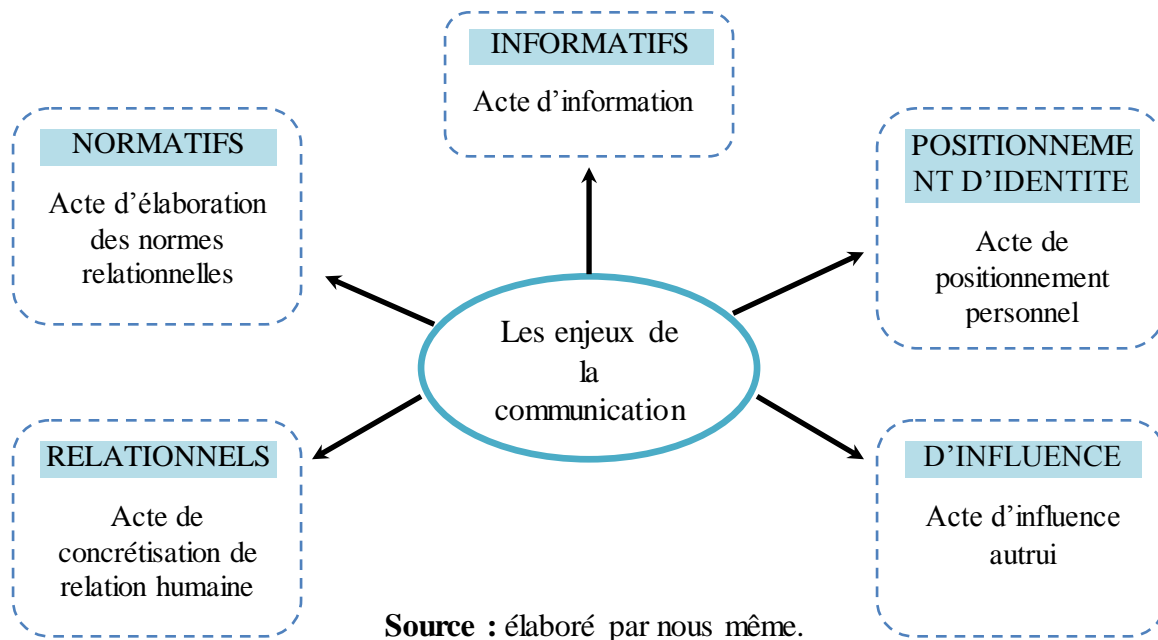 INFORMATIFS
Acte d'information
NORMATIFS
Acte d'élaboration
des normes
relationnelles
POSITIONNEME
NT D'IDENTITE
Acte de
positionnement
personnel
Les enjeux de
la
communication
RELATIONNELS
Acte de
concrétisation de
relation humaine
D'INFLUENCE
Acte d'influence
autrui
Source : élaboré par nous même.